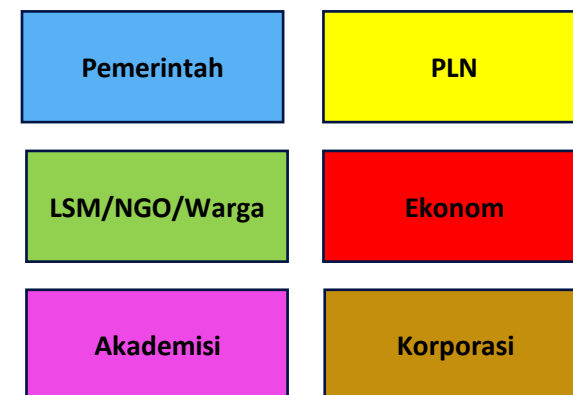 Pemerintah
PLN
LSM/NGO/Warga
Ekonom
Akademisi
Korporasi